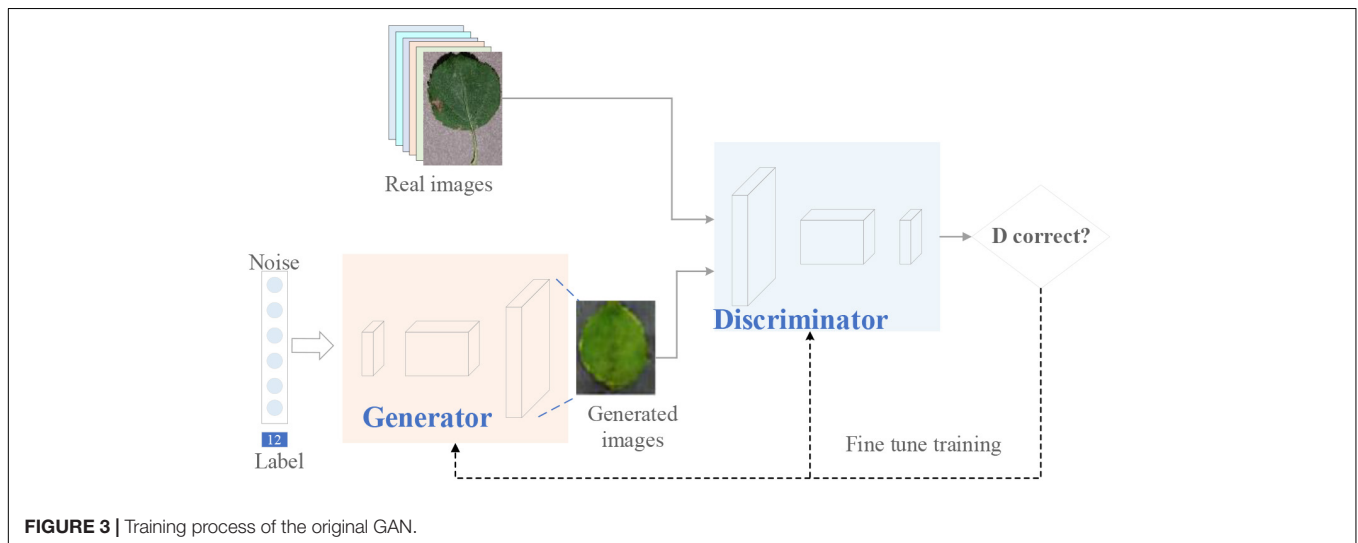 Real images
Noise
12
Label
Generator
Generated
images
Discriminator
D correct?
Fine tune training
FIGURE 3 | Training process of the original GAN.